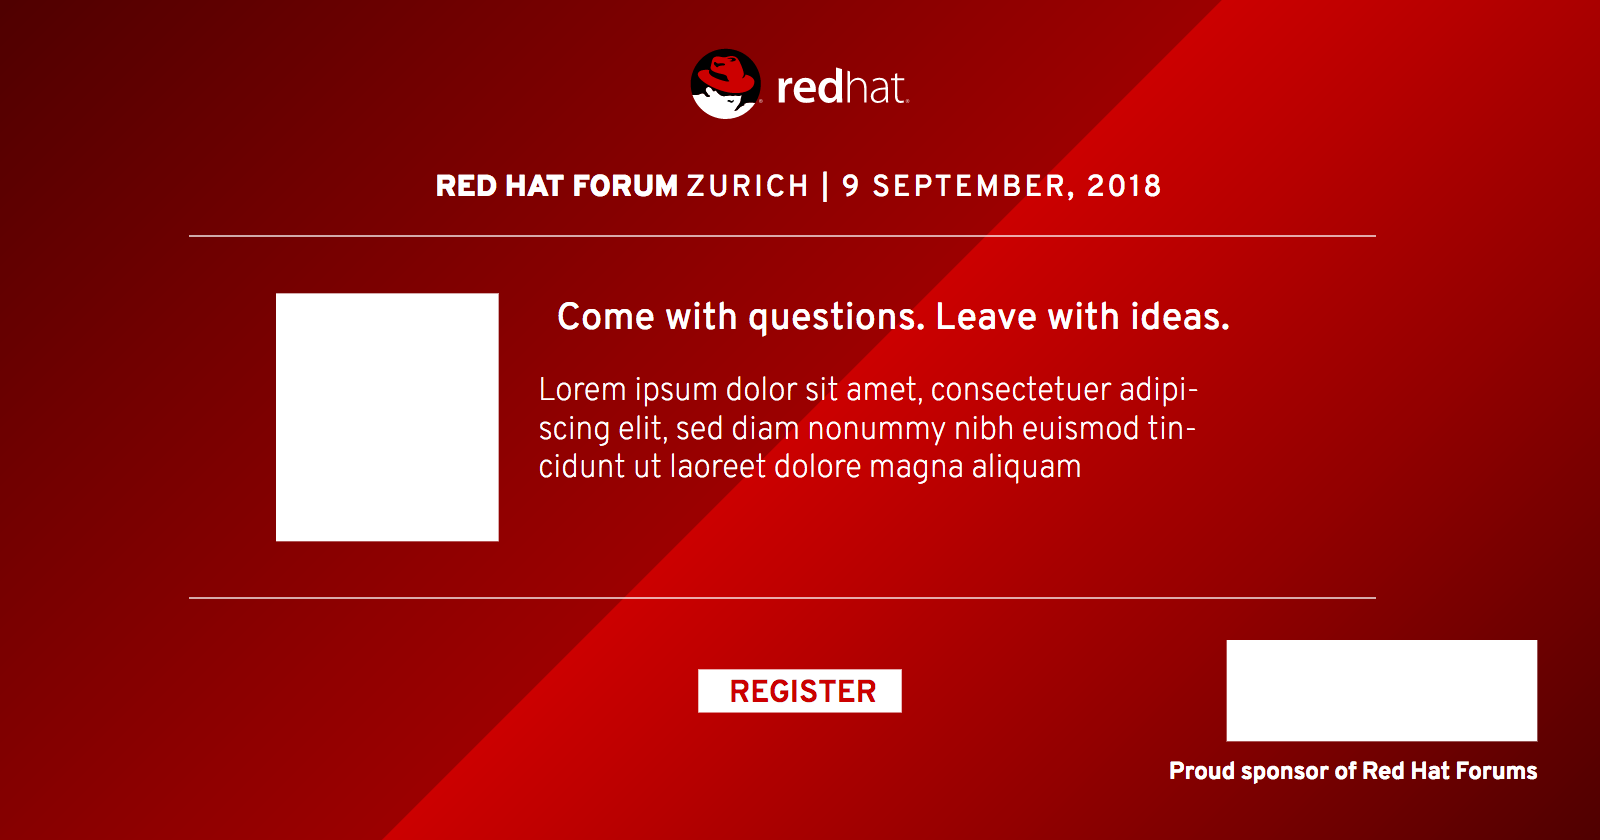 redhat.
RED HAT FORUM ZURICH | 9 SEPTEMBER, 2018
Come with questions. Leave with ideas.
Lorem ipsum dolor sit amet, consectetuer adipi-
scing elit, sed diam nonummy nibh euismod tin-
cidunt ut laoreet dolore magna aliquam
REGISTER
Proud sponsor of Red Hat Forums